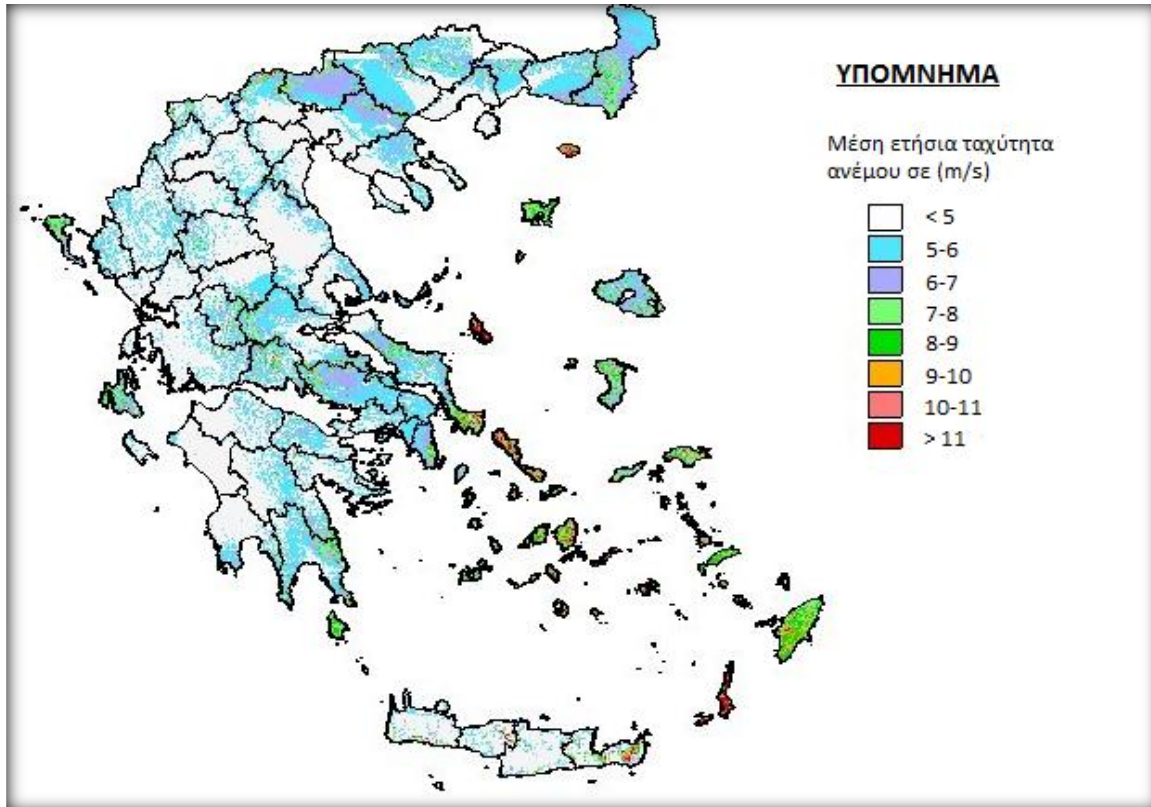 ΥΠΟΜΝΗΜΑ
Μέση ετήσια ταχύτητα
ανέμου σε (m/s)
< 5
5-6
6-7
7-8
8-9
9-10
10-11
> 11